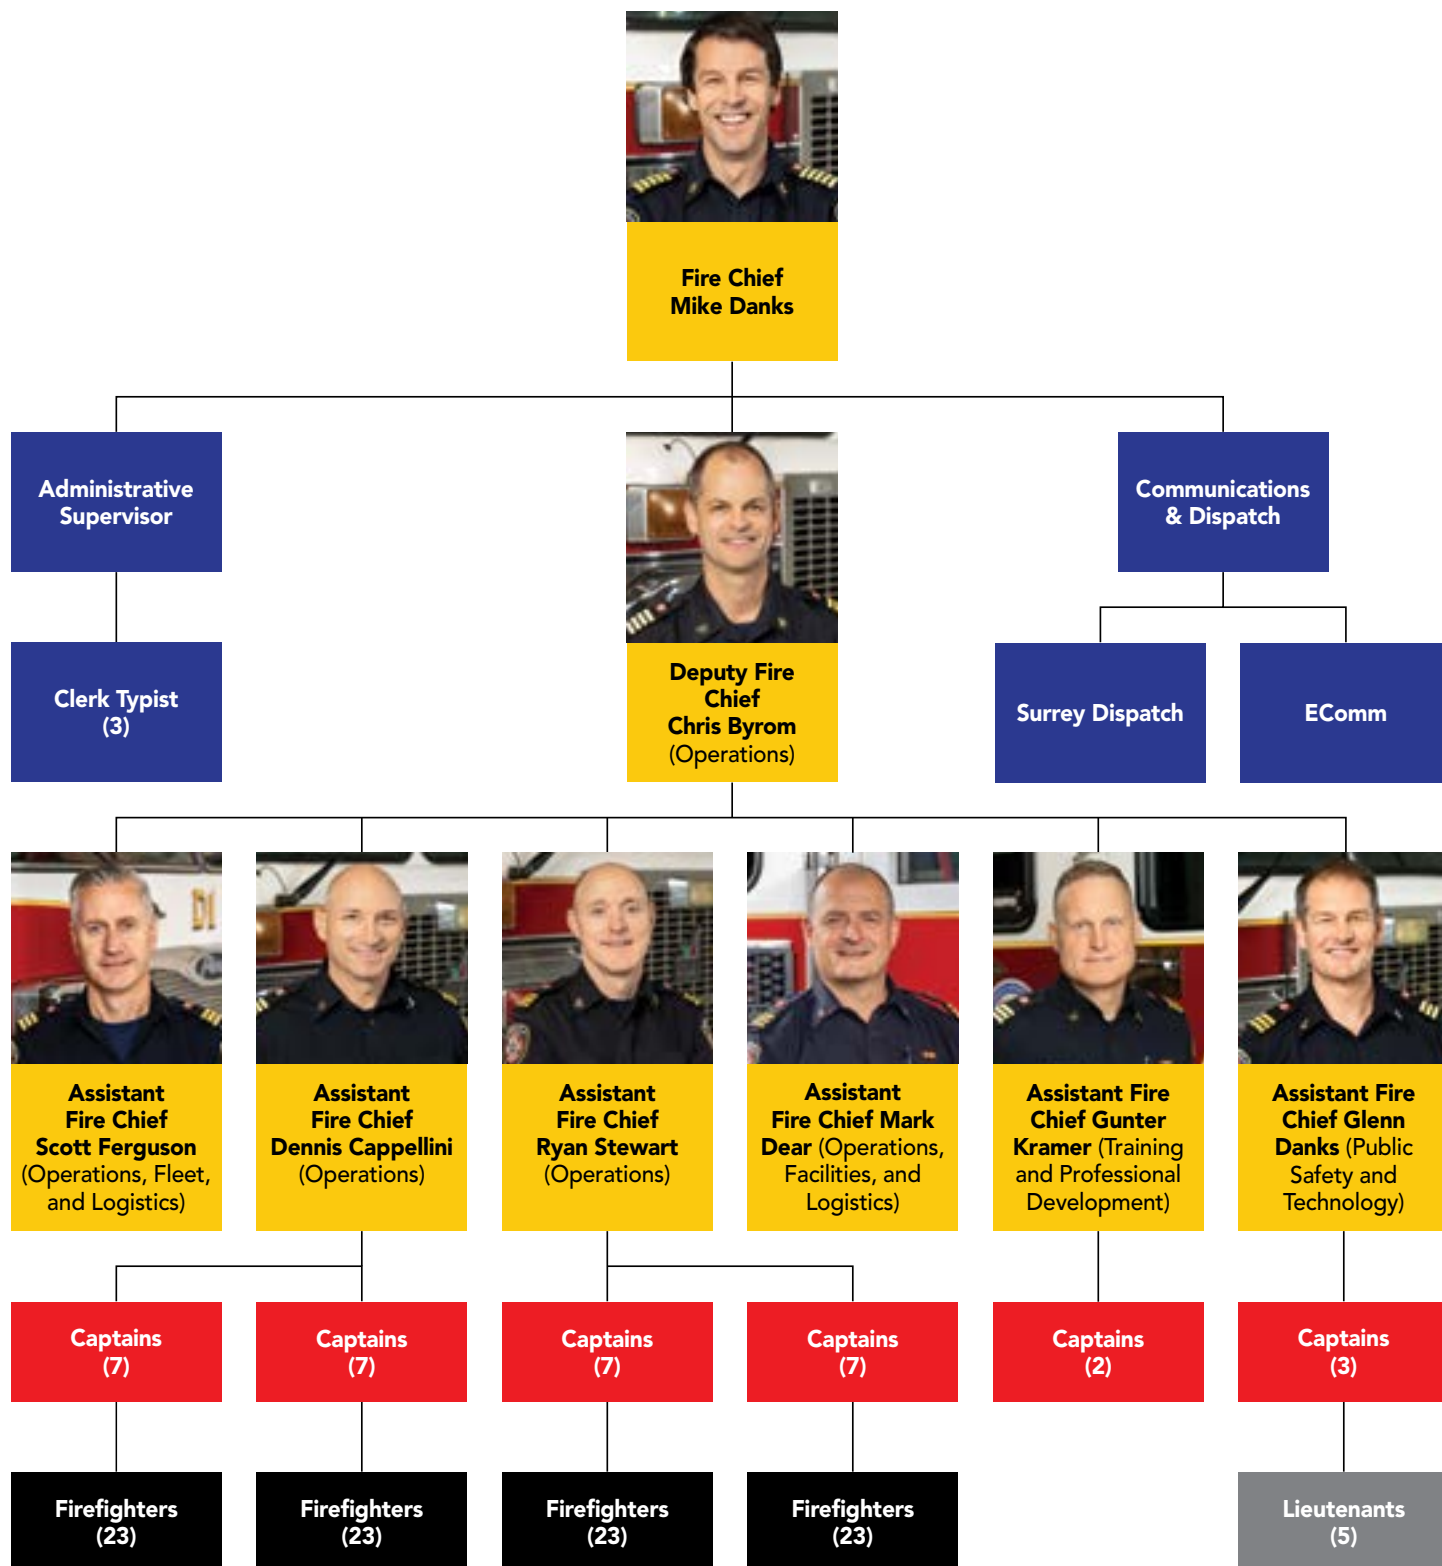 Fire Chief
Mike Danks
Administrative
Supervisor
Communications
& Dispatch
Clerk Typist
(3)
Deputy Fire
Chief
Chris Byrom
(Operations)
Surrey Dispatch
EComm
D1
Assistant
Fire Chief
Scott Ferguson
(Operations, Fleet,
and Logistics)
Assistant
Fire Chief
Dennis Cappellini
(Operations)
Assistant
Fire Chief
Ryan Stewart
(Operations)
Assistant
Fire Chief Mark
Dear (Operations,
Facilities, and
Logistics)
Assistant Fire
Chief Gunter
Kramer (Training
and Professional
Development)
Assistant Fire
Chief Glenn
Danks (Public
Safety and
Technology)
Captains
(7)
Captains
(7)
Captains
(7)
Captains
(7)
Captains
(2)
Captains
(3)
Firefighters
(23)
Firefighters
(23)
Firefighters
(23)
Firefighters
(23)
Lieutenants
(5)